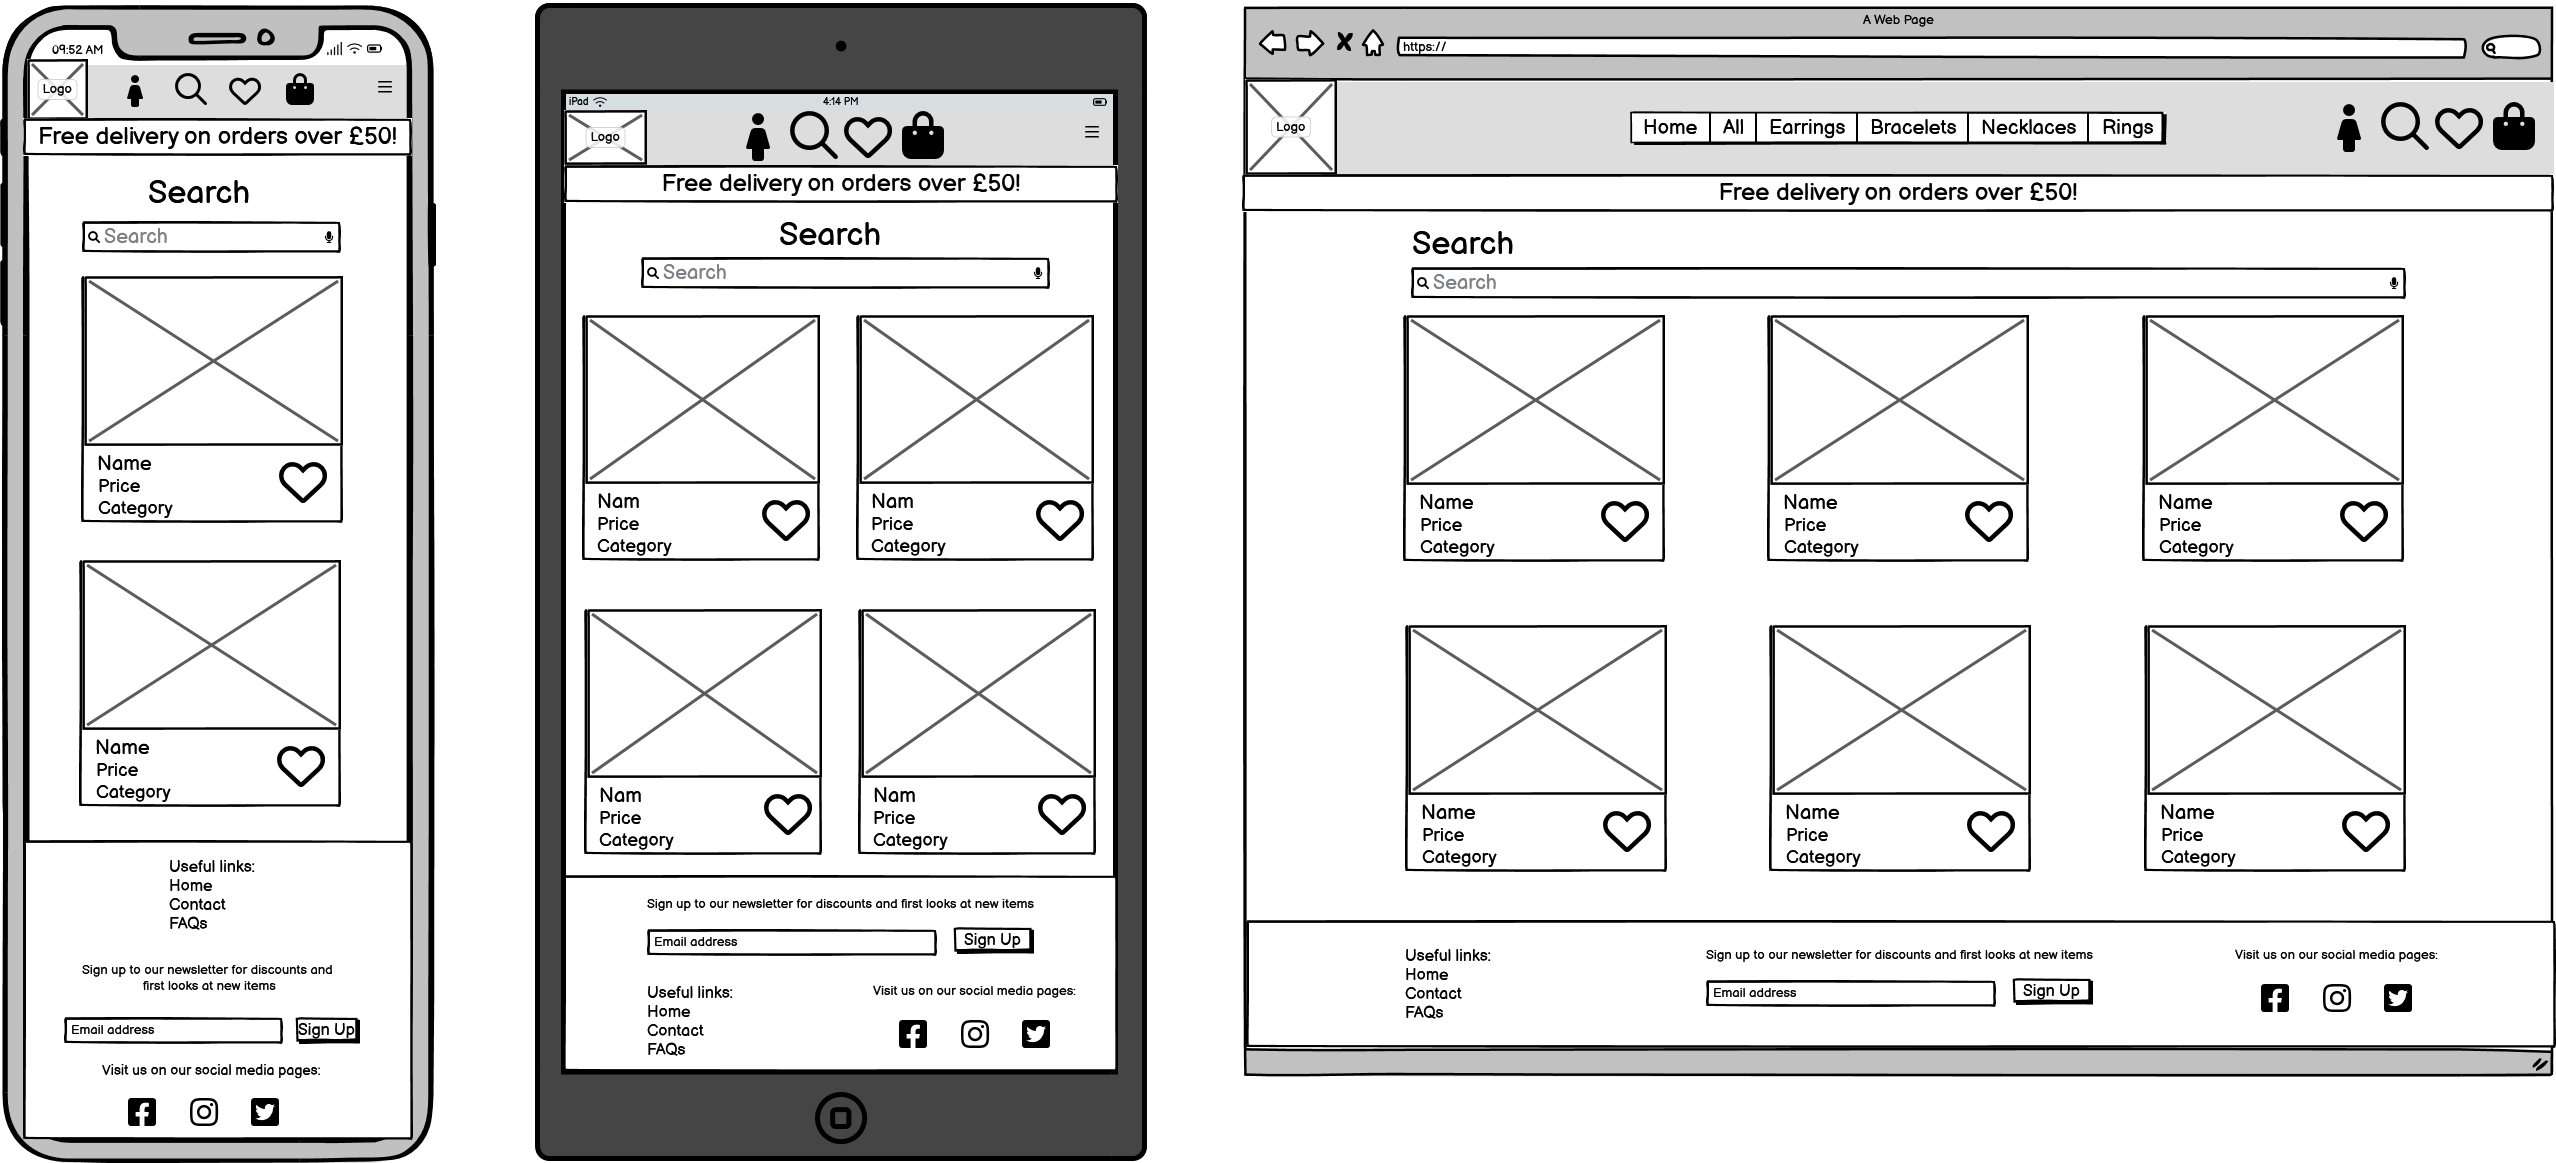 09:52 AM
Logo
Free delivery on orders over £50!
Search
Search
Name
Price
Category
Name
Price
Category
Useful links:
Home
Contact
FAQs
Sign up to our newsletter for discounts and
first looks at new items
Email address
Sign Up
Visit us on our social media pages:
iPad
4:14 PM
Logo
Free delivery on orders over £50!
Search
Search
Nam
Price
Category
Nam
Price
Category
Nam
Price
Category
Nam
Price
Category
Sign up to our newsletter for discounts and first looks at new items
Email address
Sign Up
Useful links:
Home
Contact
FAQs
Visit us on our social media pages:
A Web Page
https://
Logo
Home All Earrings Bracelets Necklaces Rings
Free delivery on orders over £50!
Search
Search
Name
Price
Category
Name
Price
Category
Name
Price
Category
Name
Price
Category
Name
Price
Category
Name
Price
Category
Useful links:
Home
Contact
FAQs
Sign up to our newsletter for discounts and first looks at new items
Email address
Sign Up
Visit us on our social media pages: